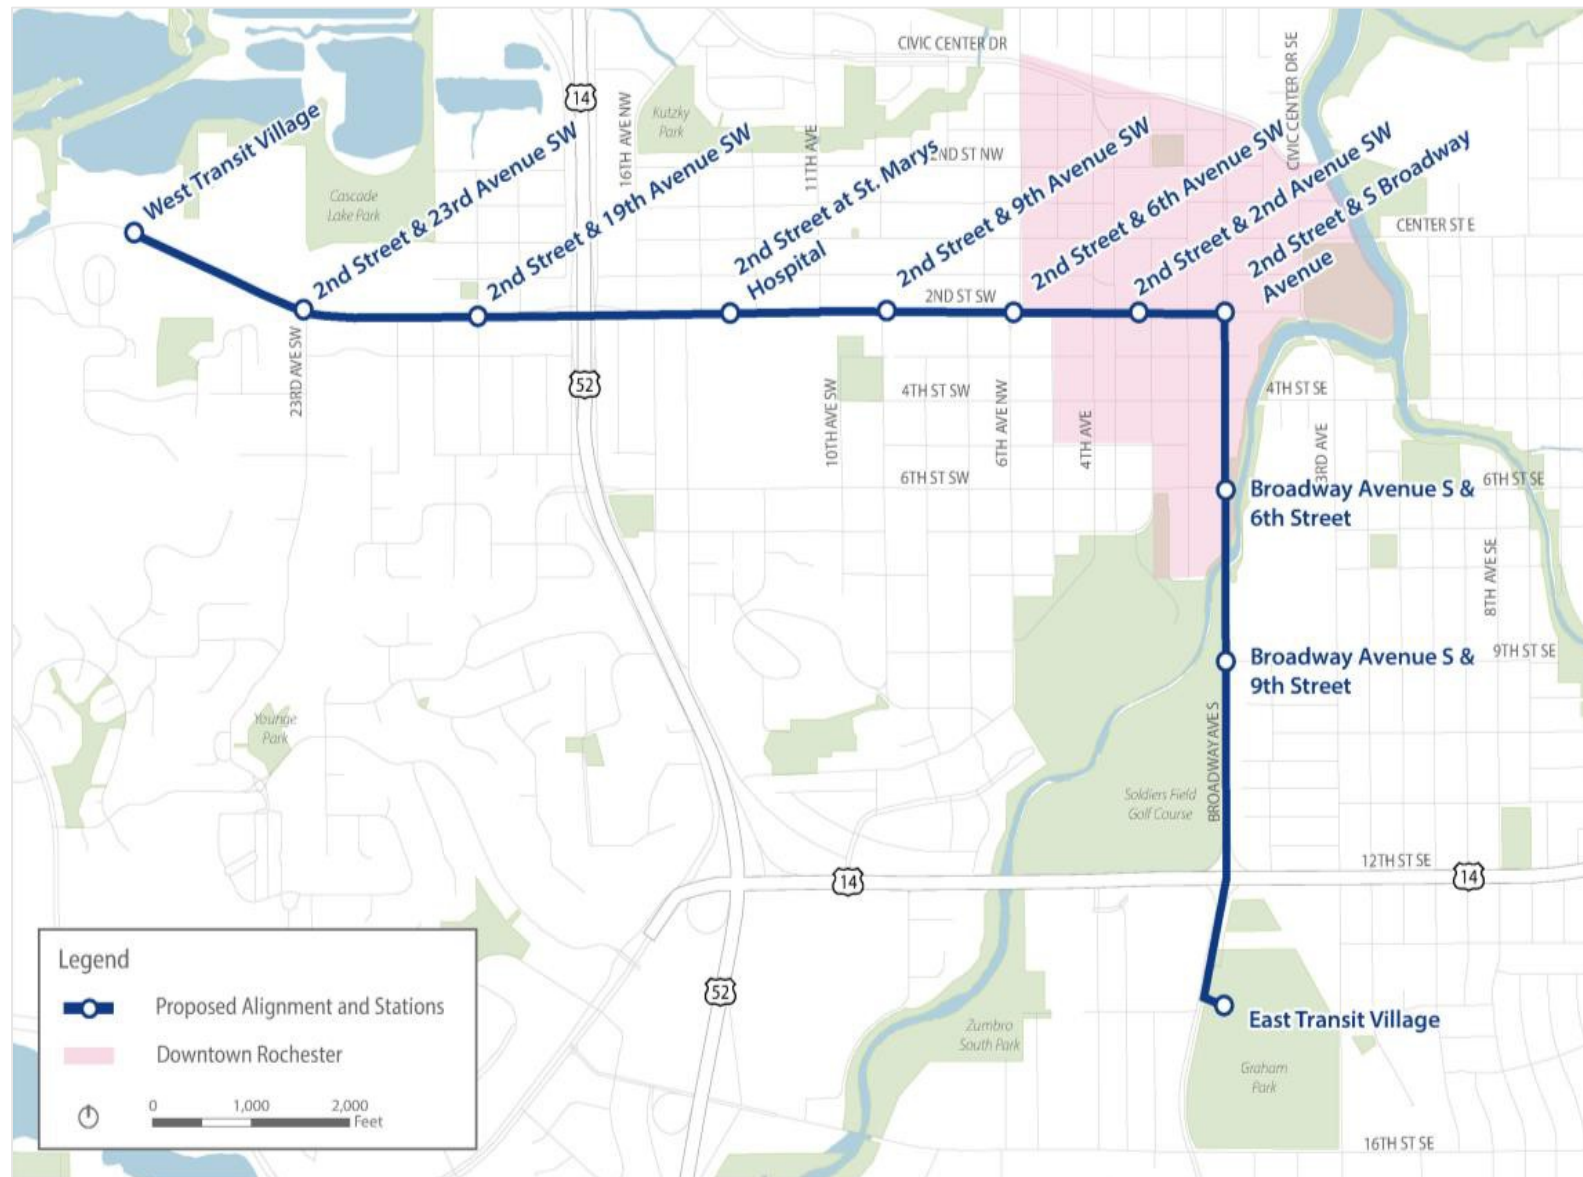 CIVIC CENTER DR
CIVIC CENTER DR SE
14
16TH AVE NW
Kutzky
Park
11TH AVE
2ND ST NW
West Transit Village
Cascade
Lake Park
2nd Street & 23rd Avenue SW
2nd Street & 19th Avenue SW
2nd Street at St. Marys
Hospital
2nd Street & 9th Avenue SW
2nd Street & 6th Avenue SW
2nd Street & 2nd Avenue SW
2nd Street & S Broadway
Avenue
CENTER ST E
2ND ST SW
23RD AVE SW
52
10TH AVE SW
4TH ST SW
6TH AVE NW
4TH AVE
4TH ST SE
3RD AVE
6TH ST SW
6TH ST SE
Broadway Avenue S &
6th Street
8TH AVE SE
9TH ST SE
Broadway Avenue S &
9th Street
Younge
Park
BROADWAY AVE S
Soldiers Field
Golf Course
12TH ST SE
14
14
52
East Transit Village
Zumbro
South Park
Graham
Park
16TH ST SE
Legend
Proposed Alignment and Stations
Downtown Rochester
0 1,000 2,000
Feet